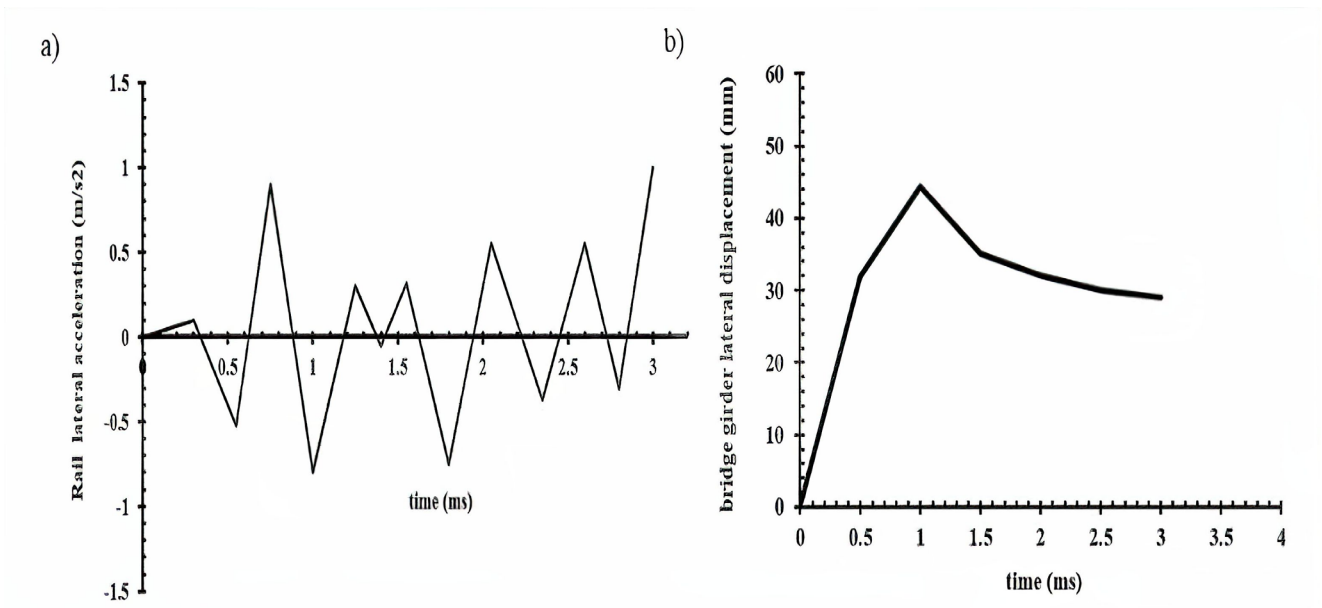 a)
Rail lateral acceleration (m/s2)
1.5
1
0.5
0
-0.5
-1
-1.5
0 0.5 1 1.5 2 2.5 3
time (ms)
b)
bridge girder lateral displacement (mm)
60
50
40
30
20
10
0
0 0.5 1 1.5 2 2.5 3 3.5 4
time (ms)